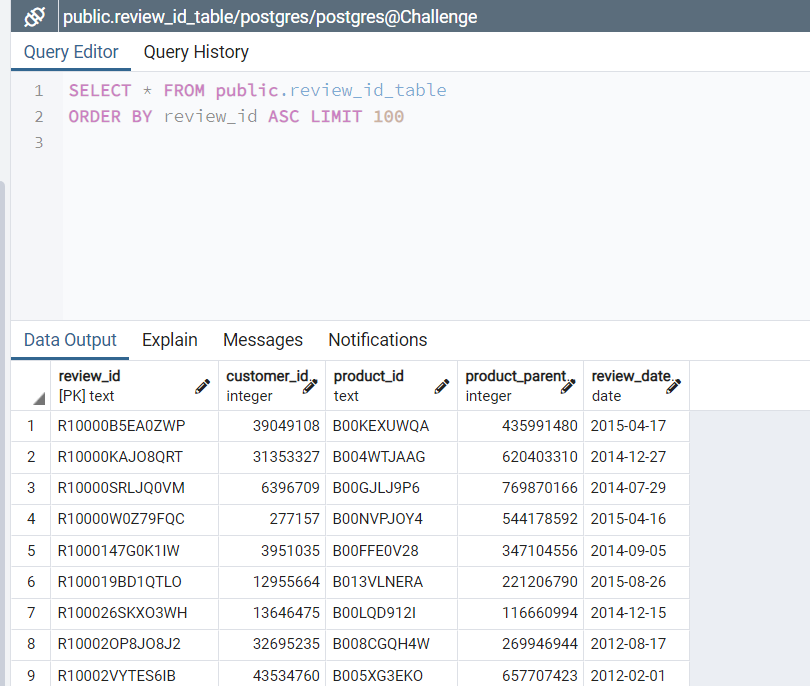 public.review_id_table/postgres/postgres@Challenge
Query Editor Query History
1 SELECT * FROM public.review_id_table
2 ORDER BY review_id ASC LIMIT 100
3
Data Output Explain Messages Notifications
review_id customer_id product_id product_parent review_date
[PK] text integer text integer date
1 R10000B5EA0ZWP 39049108 B00KEXUWQA 435991480 2015-04-17
2 R10000KAJO8QRT 31353327 B004WTJAAG 620403310 2014-12-27
3 R10000SRLJQ0VM 6396709 B00GJLJ9P6 769870166 2014-07-29
4 R10000W0Z79FQC 277157 B00NVPJOY4 544178592 2015-04-16
5 R1000147G0K1IW 3951035 B00FFE0V28 347104556 2014-09-05
6 R100019BD1QTLO 12955664 B013VLNERA 221206790 2015-08-26
7 R100026SKXO3WH 13646475 B00LQD912I 116660994 2014-12-15
8 R10002OP8JO8J2 32695235 B008CGQH4W 269946944 2012-08-17
9 R10002VYTES6IB 43534760 B005XG3EKO 657707423 2012-02-01